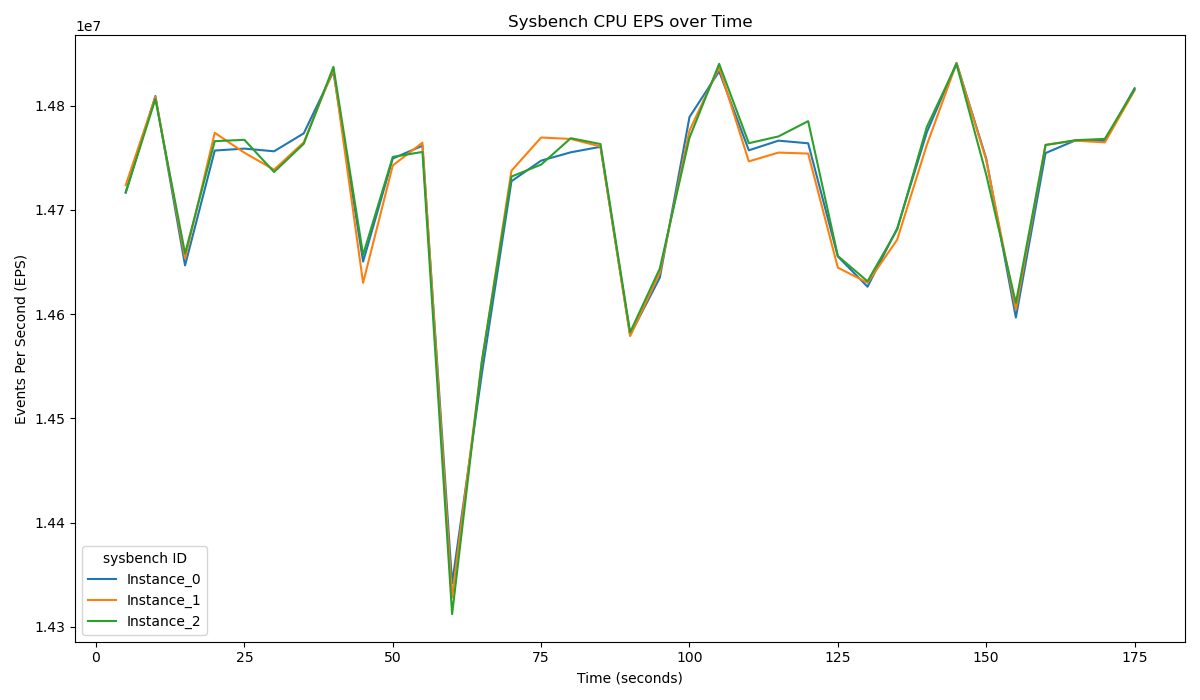 Sysbench CPU EPS over Time
1e7
Events Per Second (EPS)
1.48
1.47
1.46
1.45
1.44
1.43
sysbench ID
Instance_0
Instance_1
Instance_2
0 25 50 75 100 125 150 175
Time (seconds)